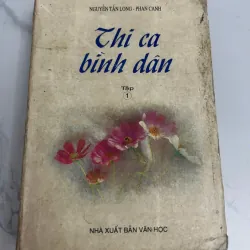 NGUYỄN TẤN LONG - PHAN CANH
Thi ca
bình dân
Tập
1
NHÀ XUẤT BẢN VĂN HỌC